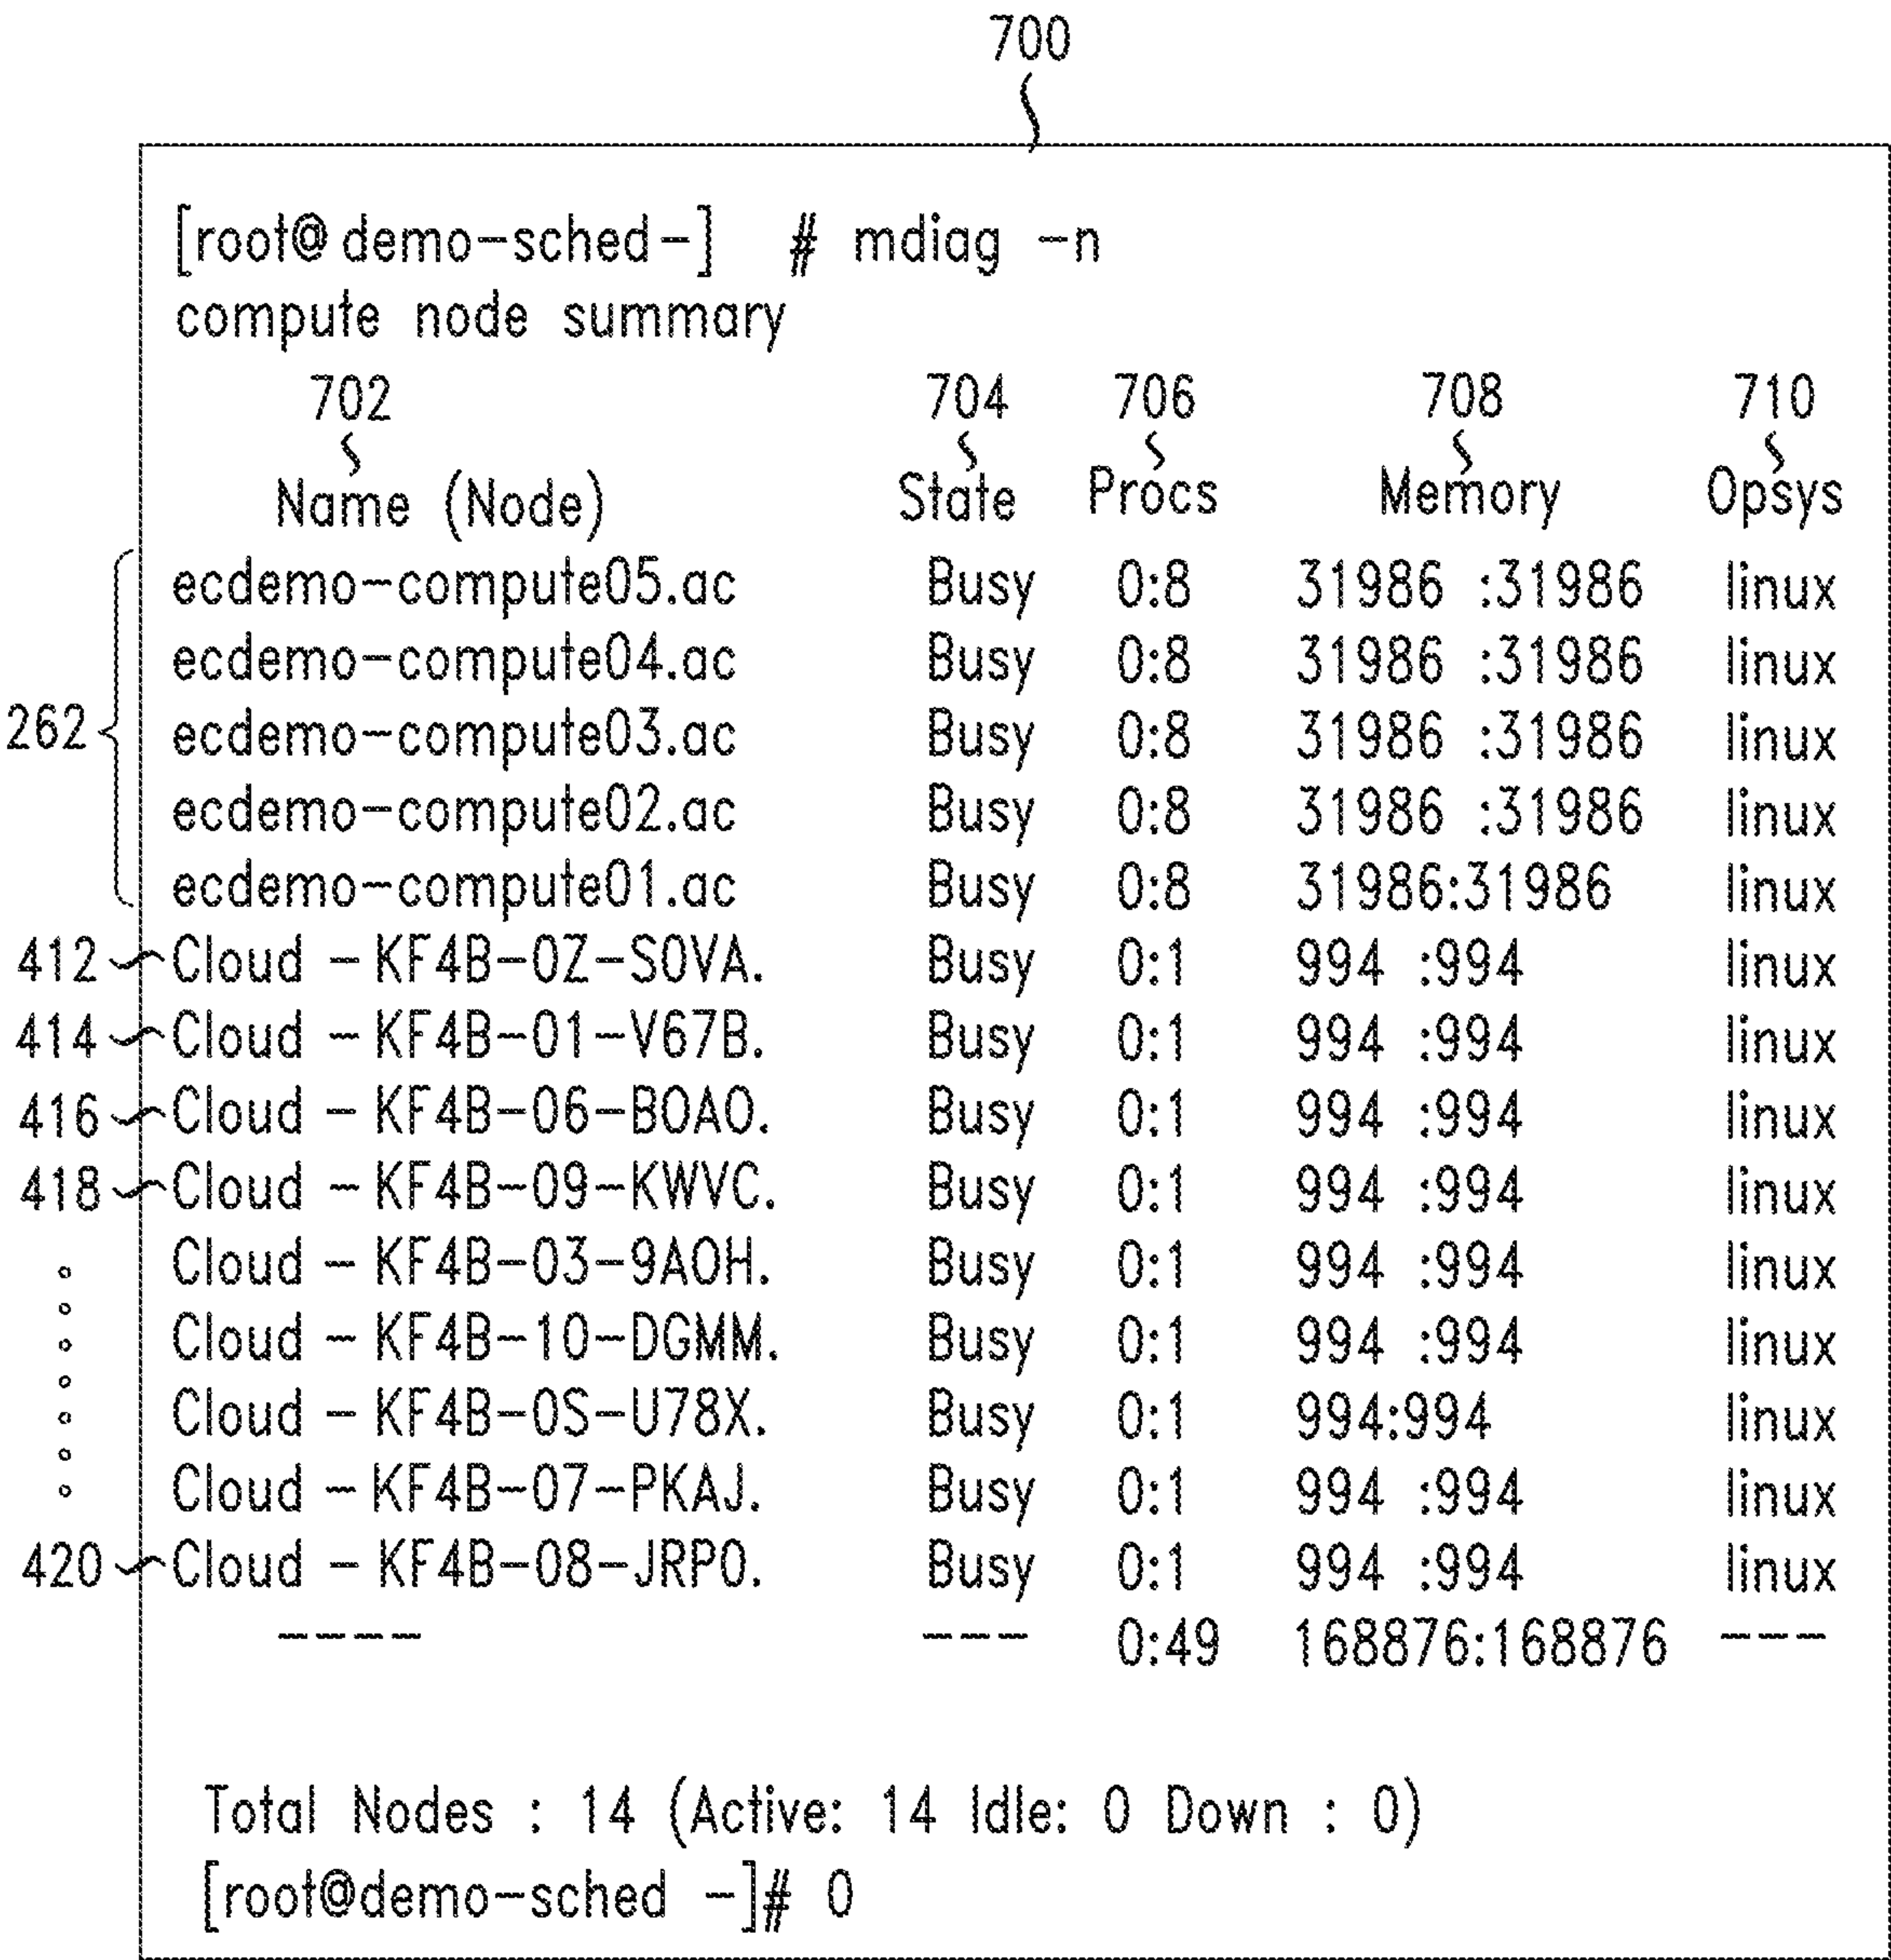 700
[root@ demo-sched-] # mdiag -n
compute node summary
702 704 706 708 710
Name (Node) State Procs Memory Opsys
ecdemo-compute05.ac Busy 0:8 31986 :31986 linux
ecdemo-compute04.ac Busy 0:8 31986 :31986 linux
262 ecdemo-compute03.ac Busy 0:8 31986 :31986 linux
ecdemo-compute02.ac Busy 0:8 31986 :31986 linux
ecdemo-compute01.ac Busy 0:8 31986:31986 linux
412 Cloud - KF4B-0Z-S0VA. Busy 0:1 994 :994 linux
414 Cloud - KF4B-01-V67B. Busy 0:1 994 :994 linux
416 Cloud - KF4B-06-BOAO. Busy 0:1 994 :994 linux
418 Cloud - KF4B-09-KWVC. Busy 0:1 994 :994 linux
Cloud - KF4B-03-9AOH. Busy 0:1 994 :994 linux
Cloud - KF4B-10-DGMM. Busy 0:1 994 :994 linux
Cloud - KF4B-0S-U78X. Busy 0:1 994:994 linux
Cloud - KF4B-07-PKAJ. Busy 0:1 994 :994 linux
420 Cloud - KF4B-08-JRP0. Busy 0:1 994 :994 linux
---- --- 0:49 168876:168876 ---
Total Nodes : 14 (Active: 14 Idle: 0 Down : 0)
[root@demo-sched -]# 0